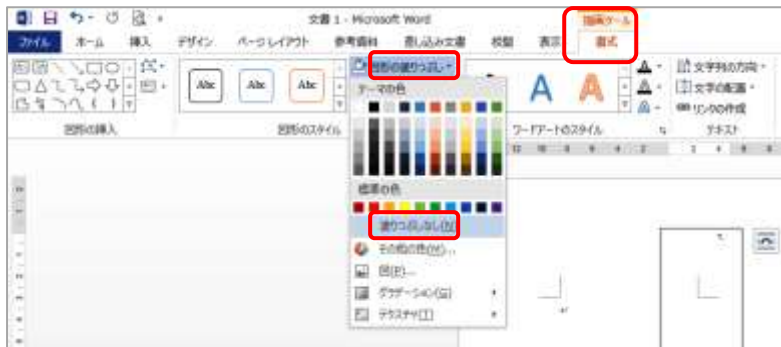 文書 1 - Microsoft Word
描画ツール
ファイル ホーム 挿入 デザイン ページ レイアウト 参考資料 差し込み文書 校閲 表示 書式
図形の塗りつぶし
Abc Abc Abc
A A A
文字列の方向
文字の配置
リンクの作成
図形の挿入 図形のスタイル ワードアートのスタイル テキスト
テーマの色
標準の色
塗りつぶしなし(N)
その他の色(M)...
図(P)...
グラデーション(G)
テクスチャ(T)